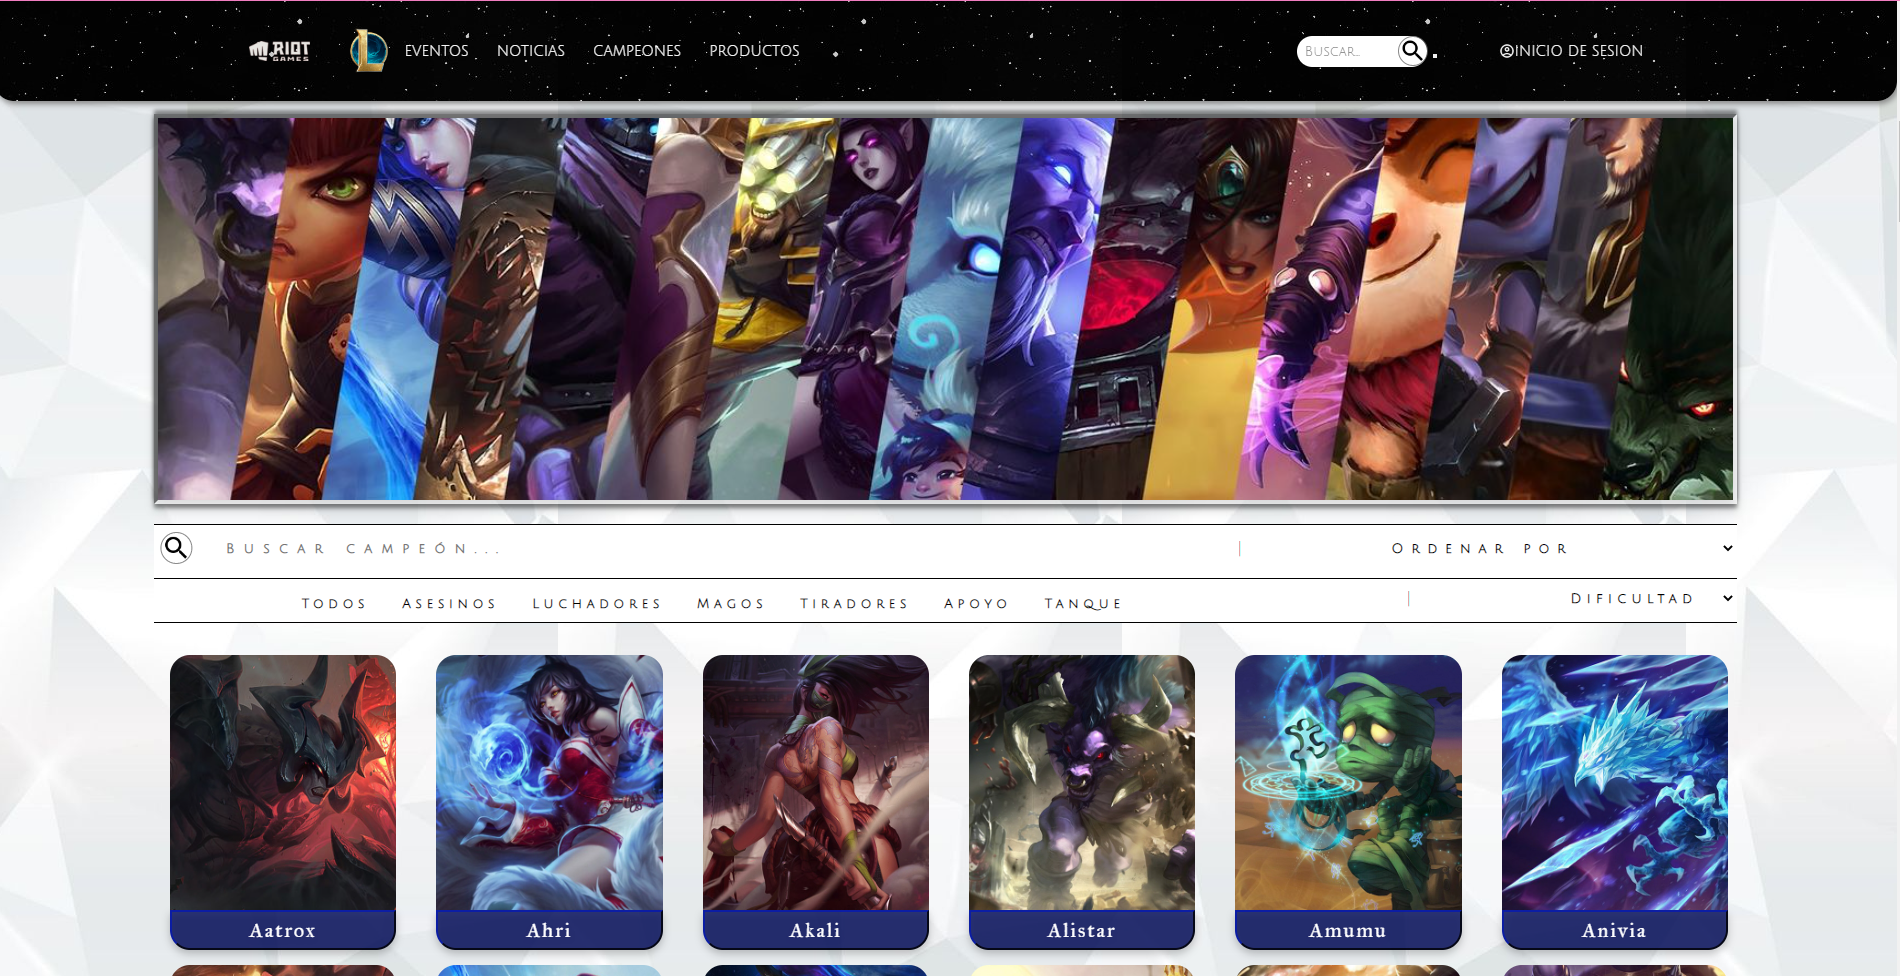 RIOT GAMES EVENTOS NOTICIAS CAMPEONES PRODUCTOS BUSCAR... INICIO DE SESION
BUSCAR CAMPEÓN... ORDENAR POR
TODOS ASESINOS LUCHADORES MAGOS TIRADORES APOYO TANQUE DIFICULTAD
Aatrox Ahri Akali Alistar Amumu Anivia